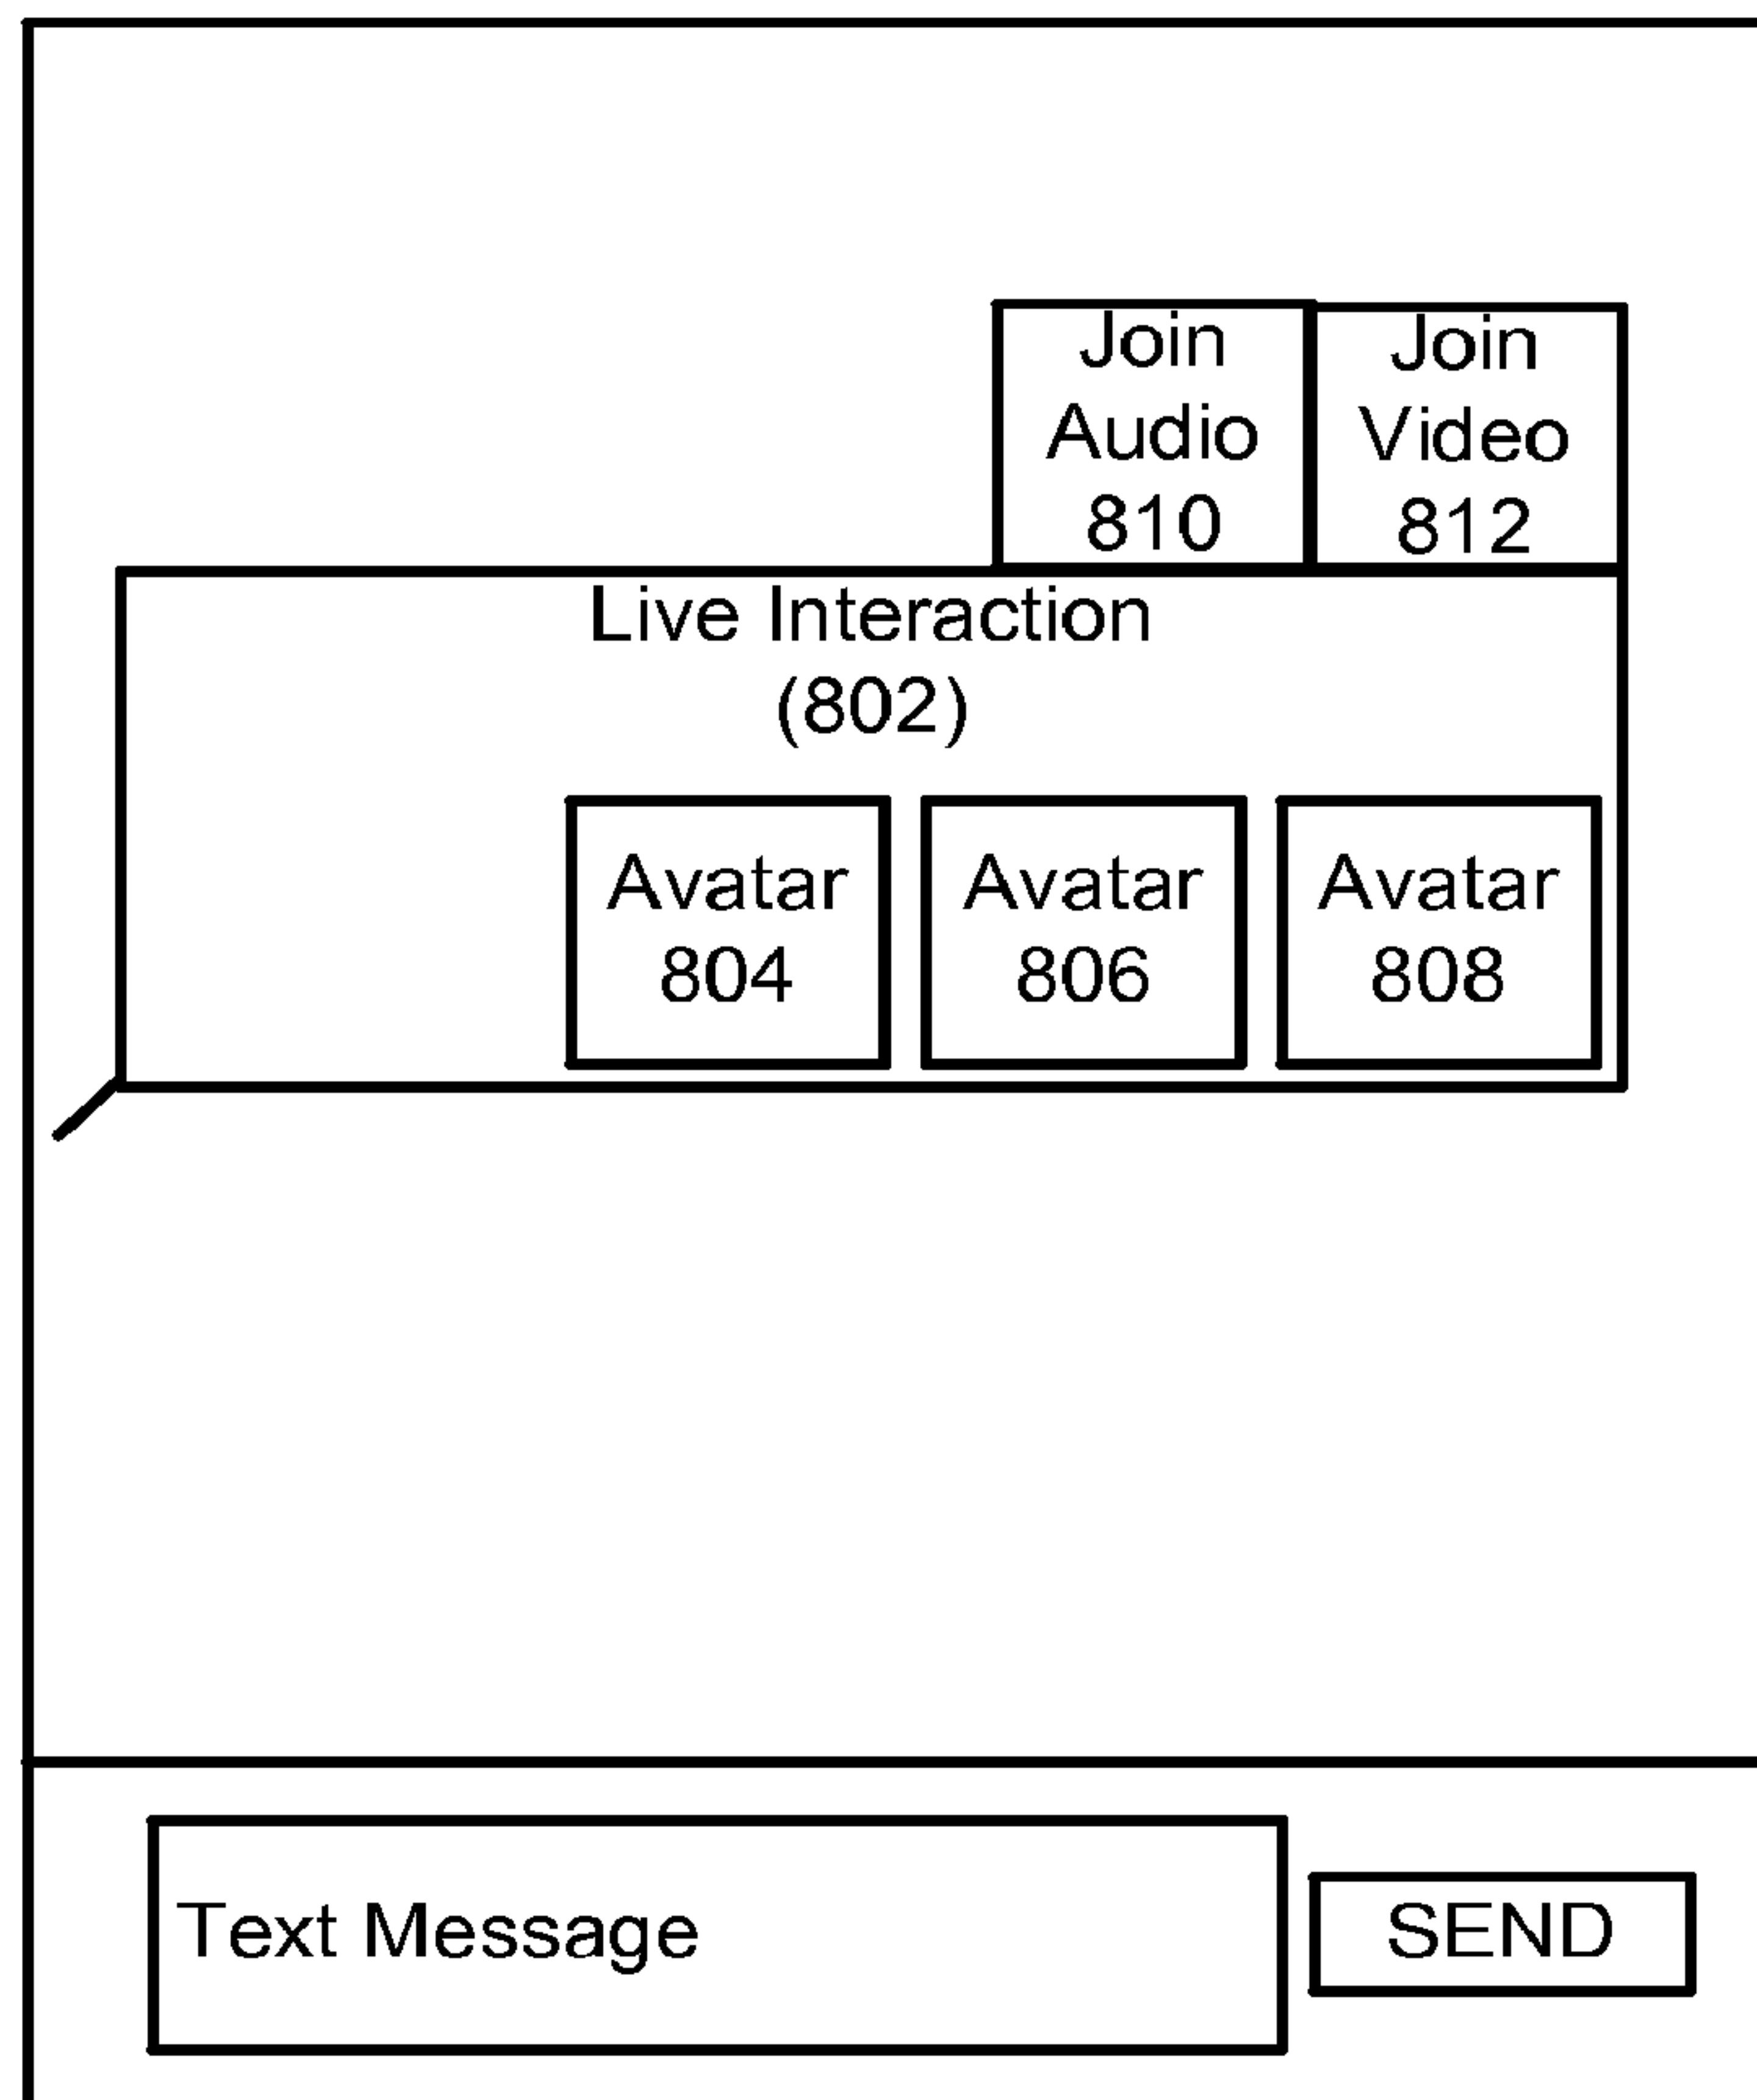 Join
Audio
810
Join
Video
812
Live Interaction
(802)
Avatar
804
Avatar
806
Avatar
808
Text Message
SEND